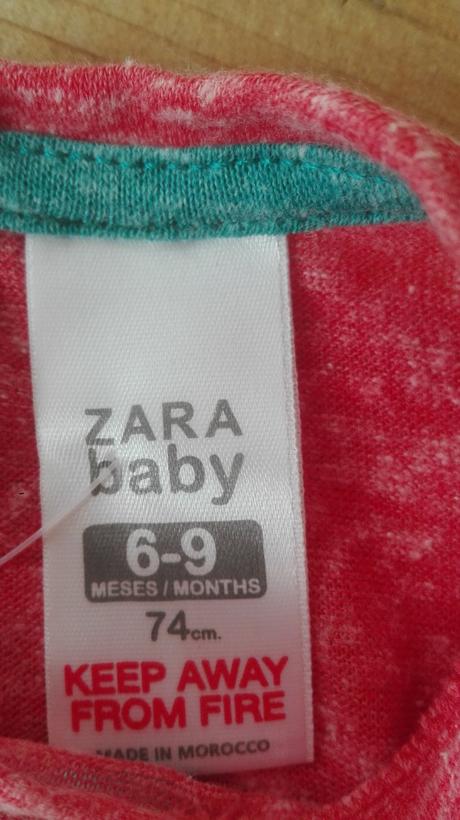 ZARA
baby
6-9
MESES / MONTHS
74cm.
KEEP AWAY
FROM FIRE
MADE IN MOROCCO